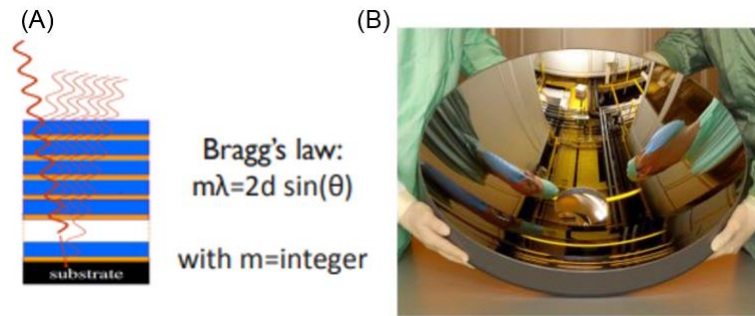 (A)
(B)
Bragg's law:
mλ=2d sin(θ)
with m=integer
substrate